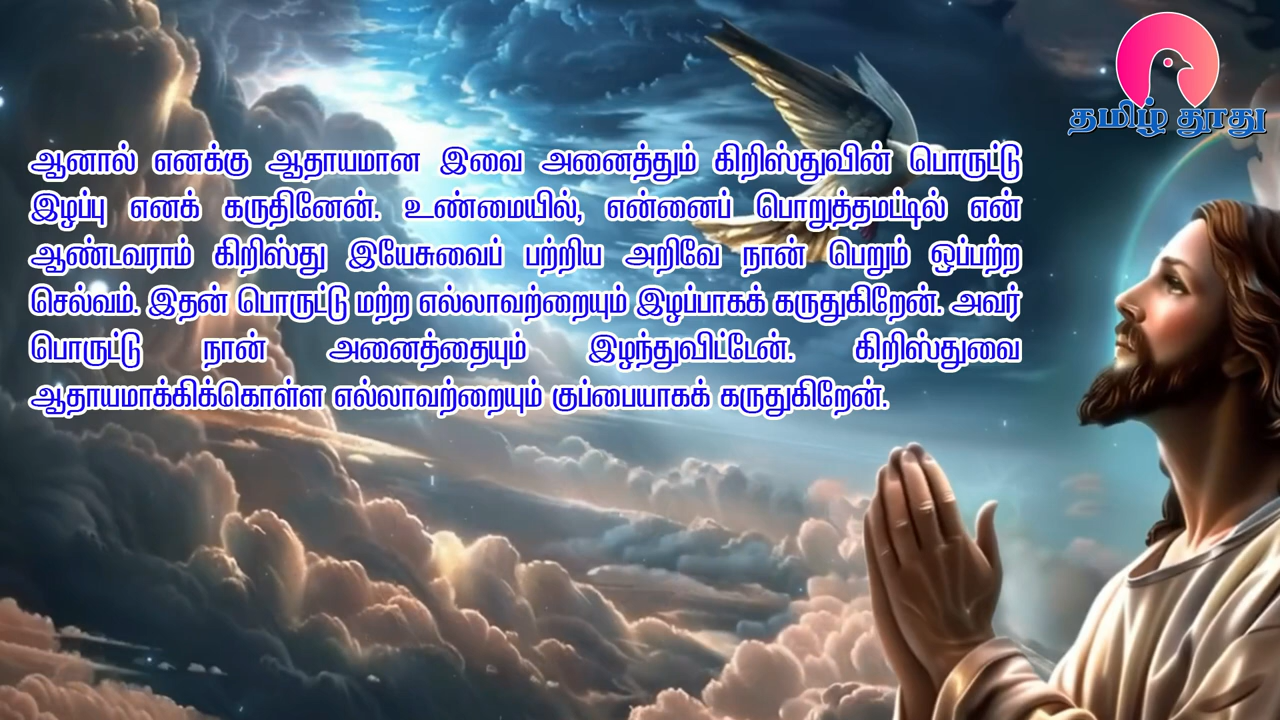 தமிழ் தூது
ஆனால் எனக்கு ஆதாயமான இவை அனைத்தும் கிறிஸ்துவின் பொருட்டு
இழப்பு எனக் கருதினேன். உண்மையில், என்னைப் பொறுத்தமட்டில் என்
ஆண்டவராம் கிறிஸ்து இயேசுவைப் பற்றிய அறிவே நான் பெறும் ஒப்பற்ற
செல்வம். இதன் பொருட்டு மற்ற எல்லாவற்றையும் இழப்பாகக் கருதுகிறேன். அவர்
பொருட்டு நான் அனைத்தையும் இழந்துவிட்டேன். கிறிஸ்துவை
ஆதாயமாக்கிக்கொள்ள எல்லாவற்றையும் குப்பையாகக் கருதுகிறேன்.